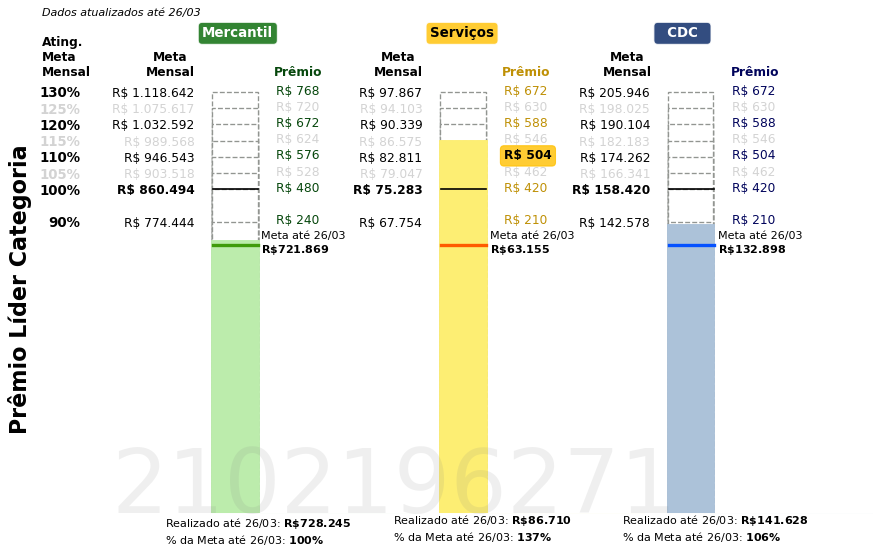 Dados atualizados até 26/03
Mercantil Serviços CDC
Ating. Meta Mensal
Meta Mensal Prêmio Meta Mensal Prêmio Meta Mensal Prêmio
130% R$ 1.118.642 R$ 768 R$ 97.867 R$ 672 R$ 205.946 R$ 672
125% R$ 1.075.617 R$ 720 R$ 94.103 R$ 630 R$ 198.025 R$ 630
120% R$ 1.032.592 R$ 672 R$ 90.339 R$ 588 R$ 190.104 R$ 588
115% R$ 989.568 R$ 624 R$ 86.575 R$ 546 R$ 182.183 R$ 546
110% R$ 946.543 R$ 576 R$ 82.811 R$ 504 R$ 174.262 R$ 504
105% R$ 903.518 R$ 528 R$ 79.047 R$ 462 R$ 166.341 R$ 462
100% R$ 860.494 R$ 480 R$ 75.283 R$ 420 R$ 158.420 R$ 420
90% R$ 774.444 R$ 240 R$ 67.754 R$ 210 R$ 142.578 R$ 210
Meta até 26/03 Meta até 26/03 Meta até 26/03
R$721.869 R$63.155 R$132.898
Prêmio Líder Categoria
2102196271
Realizado até 26/03: R$728.245 Realizado até 26/03: R$86.710 Realizado até 26/03: R$141.628
% da Meta até 26/03: 100% % da Meta até 26/03: 137% % da Meta até 26/03: 106%